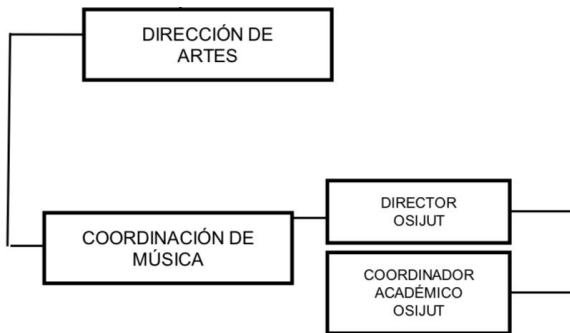 DIRECCIÓN DE
ARTES
COORDINACIÓN DE
MÚSICA
DIRECTOR
OSIJUT
COORDINADOR
ACADÉMICO
OSIJUT